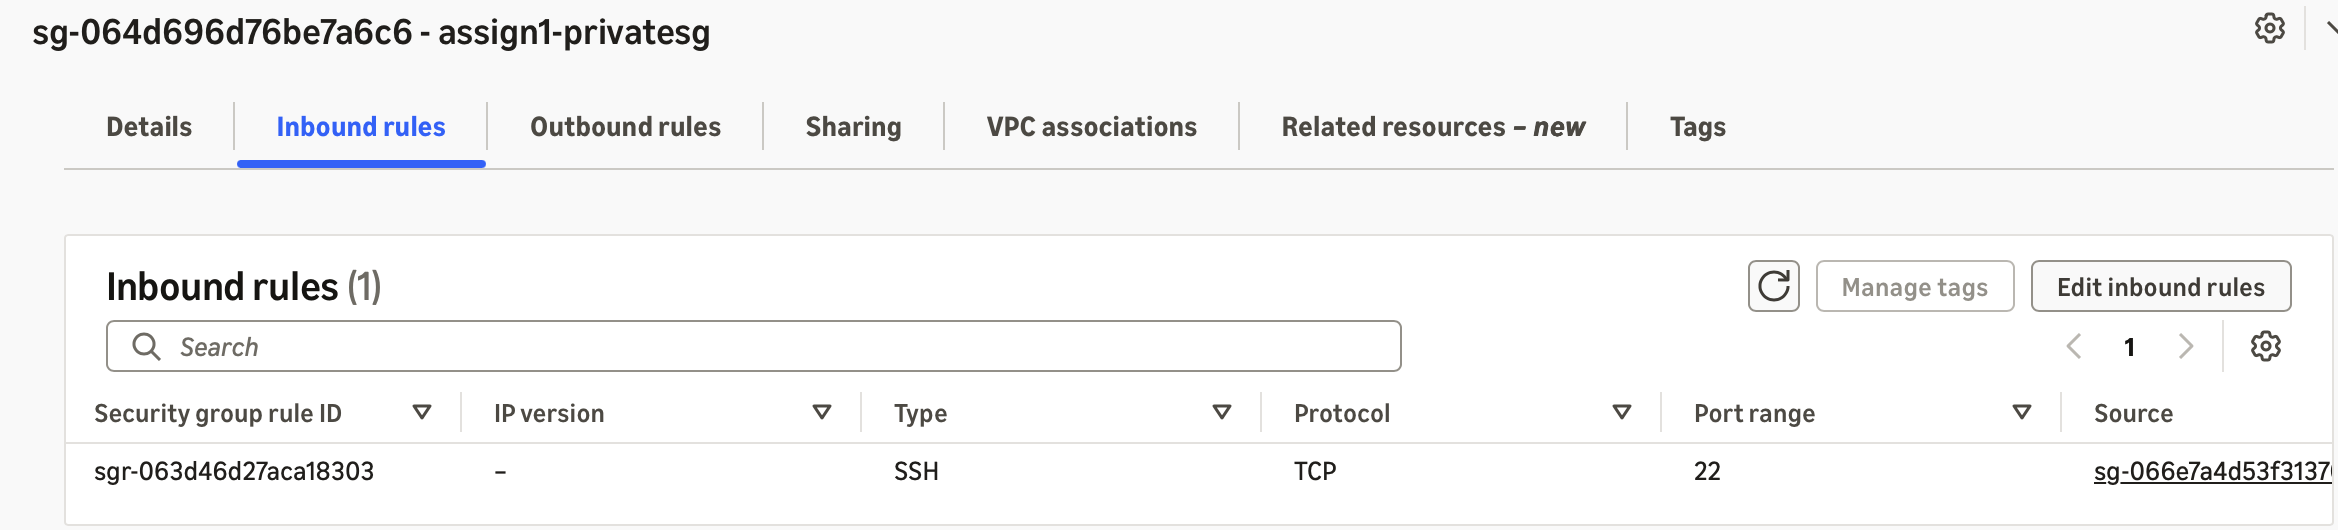 sg-064d696d76be7a6c6 - assign1-privatesg
Details Inbound rules Outbound rules Sharing VPC associations Related resources – new Tags
Inbound rules (1) Manage tags Edit inbound rules
Search 1
Security group rule ID IP version Type Protocol Port range Source
sgr-063d46d27aca18303 – SSH TCP 22 sg-066e7a4d53f3137